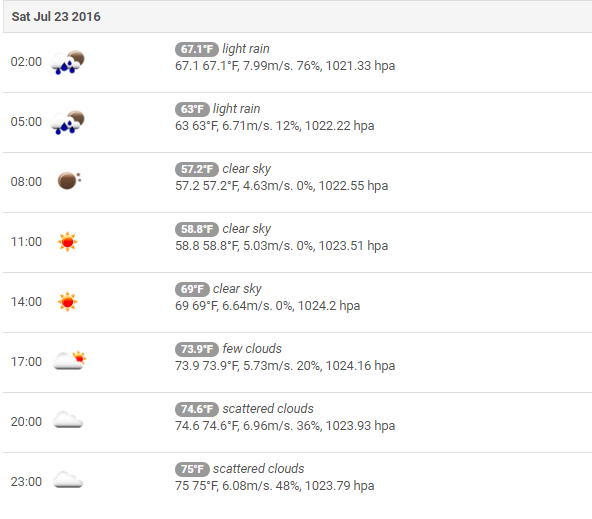 Sat Jul 23 2016
02:00 67.1°F light rain
67.1 67.1°F, 7.99m/s. 76%, 1021.33 hpa
05:00 63°F light rain
63 63°F, 6.71m/s. 12%, 1022.22 hpa
08:00 57.2°F clear sky
57.2 57.2°F, 4.63m/s. 0%, 1022.55 hpa
11:00 58.8°F clear sky
58.8 58.8°F, 5.03m/s. 0%, 1023.51 hpa
14:00 69°F clear sky
69 69°F, 6.64m/s. 0%, 1024.2 hpa
17:00 73.9°F few clouds
73.9 73.9°F, 5.73m/s. 20%, 1024.16 hpa
20:00 74.6°F scattered clouds
74.6 74.6°F, 6.96m/s. 36%, 1023.93 hpa
23:00 75°F scattered clouds
75 75°F, 6.08m/s. 48%, 1023.79 hpa